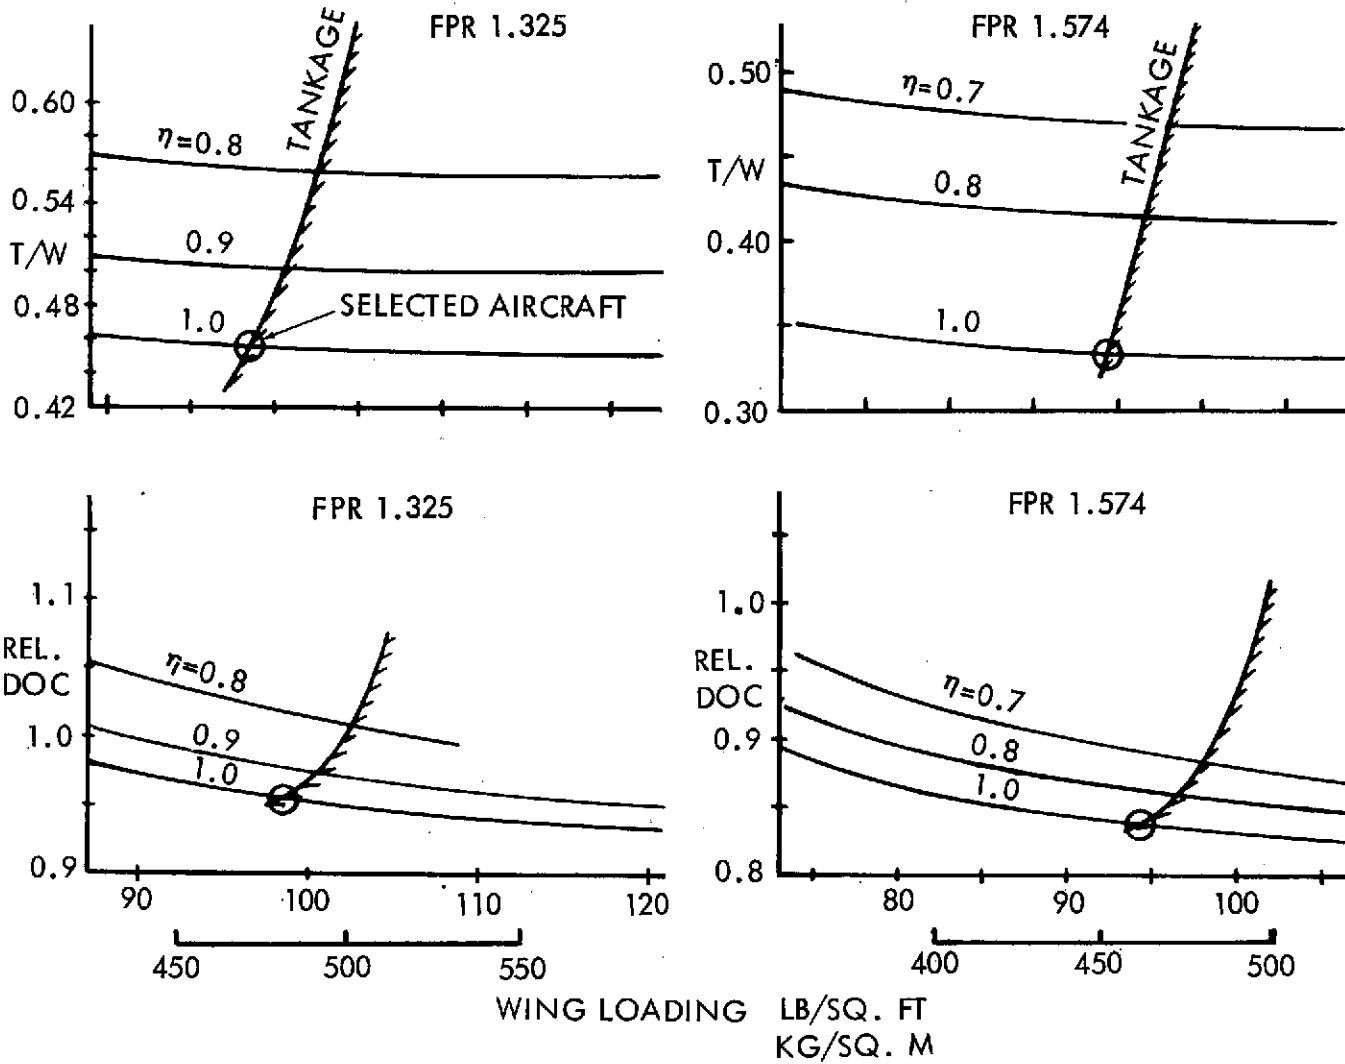 FPR 1.325
TANKAGE
0.60
η=0.8
0.54
T/W
0.9
0.48
SELECTED AIRCRAFT
1.0
0.42
FPR 1.574
TANKAGE
0.50
η=0.7
T/W
0.8
0.40
1.0
0.30
FPR 1.325
1.1
REL.
DOC
η=0.8
1.0
0.9
1.0
0.9
90 100 110 120
450 500 550
FPR 1.574
1.0
REL.
DOC
η=0.7
0.9
0.8
1.0
0.8
80 90 100
400 450 500
WING LOADING LB/SQ. FT
KG/SQ. M